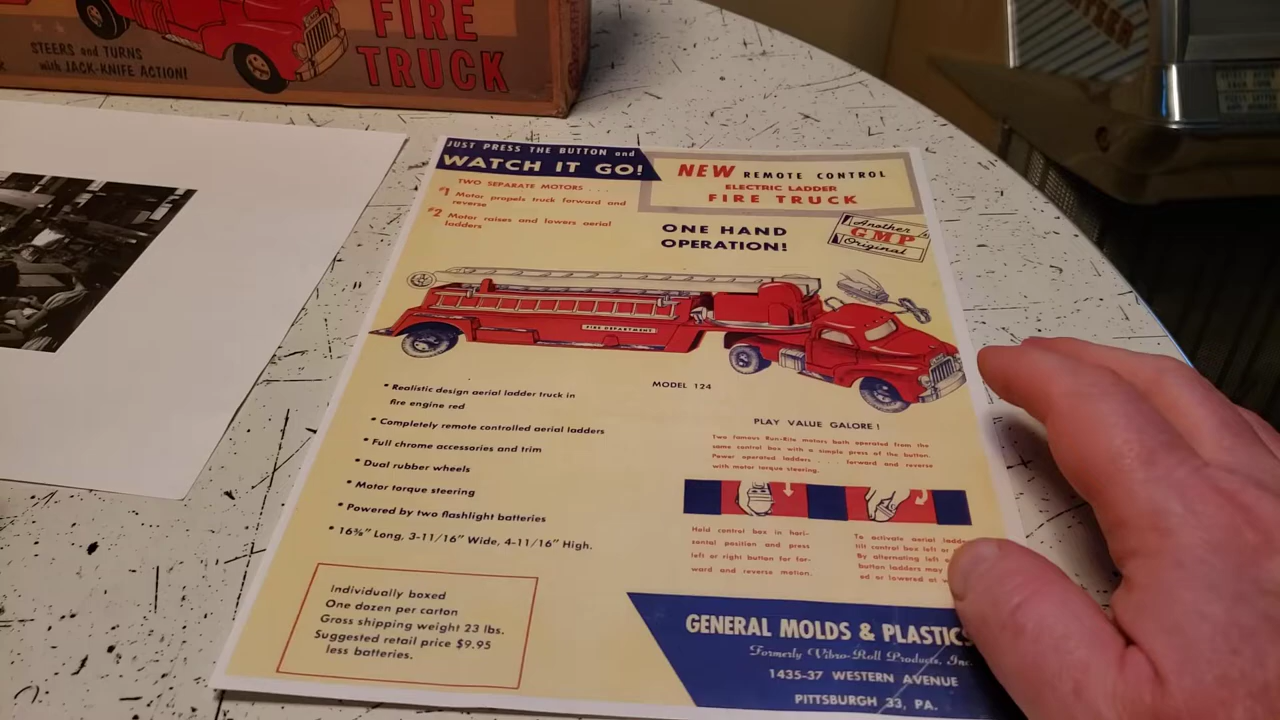 FIRE
TRUCK
STEERS and TURNS
with JACK-KNIFE ACTION!
JUST PRESS THE BUTTON and
WATCH IT GO!
NEW REMOTE CONTROL
ELECTRIC LADDER
FIRE TRUCK
TWO SEPARATE MOTORS . . .
#1 Motor propels truck forward and
reverse
#2 Motor raises and lowers aerial
ladders
ONE HAND
OPERATION!
Another
GMP
Original
FIRE DEPARTMENT
MODEL 124
* Realistic design aerial ladder truck in
fire engine red
* Completely remote controlled aerial ladders
* Full chrome accessories and trim
* Dual rubber wheels
* Motor torque steering
* Powered by two flashlight batteries
* 16⅜" Long, 3-11/16" Wide, 4-11/16" High.
PLAY VALUE GALORE!
Two famous Run-Rite motors both operated from the
same control box with a simple press of the button.
Power operated ladders . . . . forward and reverse
with motor torque steering.
Hold control box in hori-
zontal position and press
left or right button for for-
ward and reverse motion.
To activate aerial ladde
tilt control box left or
By alternating left o
button ladders may
ed or lowered at
Individually boxed
One dozen per carton
Gross shipping weight 23 lbs.
Suggested retail price $9.95
less batteries.
GENERAL MOLDS & PLASTICS
Formerly Vibro-Roll Products, Inc.
1435-37 WESTERN AVENUE
PITTSBURGH 33, PA.